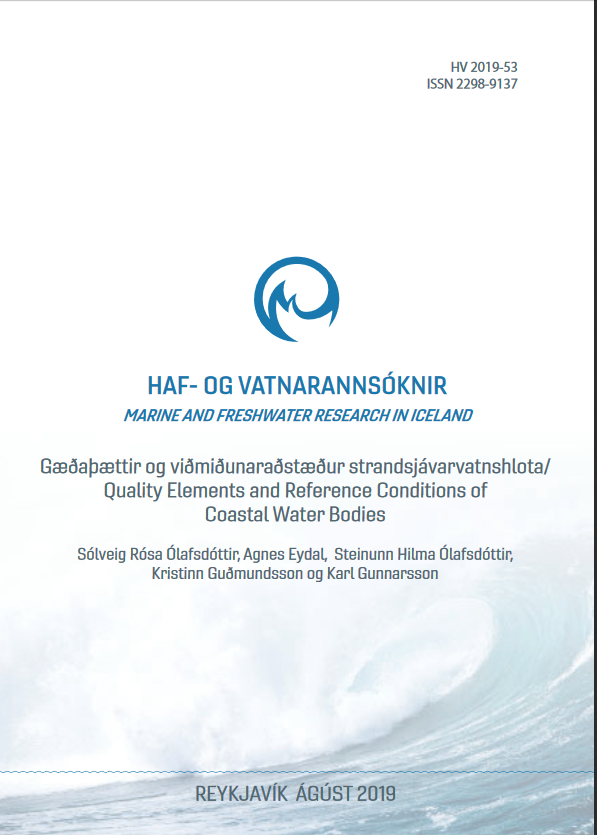 HV 2019-53
ISSN 2298-9137
HAF- OG VATNARANNSÓKNIR
MARINE AND FRESHWATER RESEARCH IN ICELAND
Gæðaþættir og viðmiðunaraðstæður strandsjávarvatnshlota/
Quality Elements and Reference Conditions of
Coastal Water Bodies
Sólveig Rósa Ólafsdóttir, Agnes Eydal, Steinunn Hilma Ólafsdóttir,
Kristinn Guðmundsson og Karl Gunnarsson
REYKJAVÍK ÁGÚST 2019